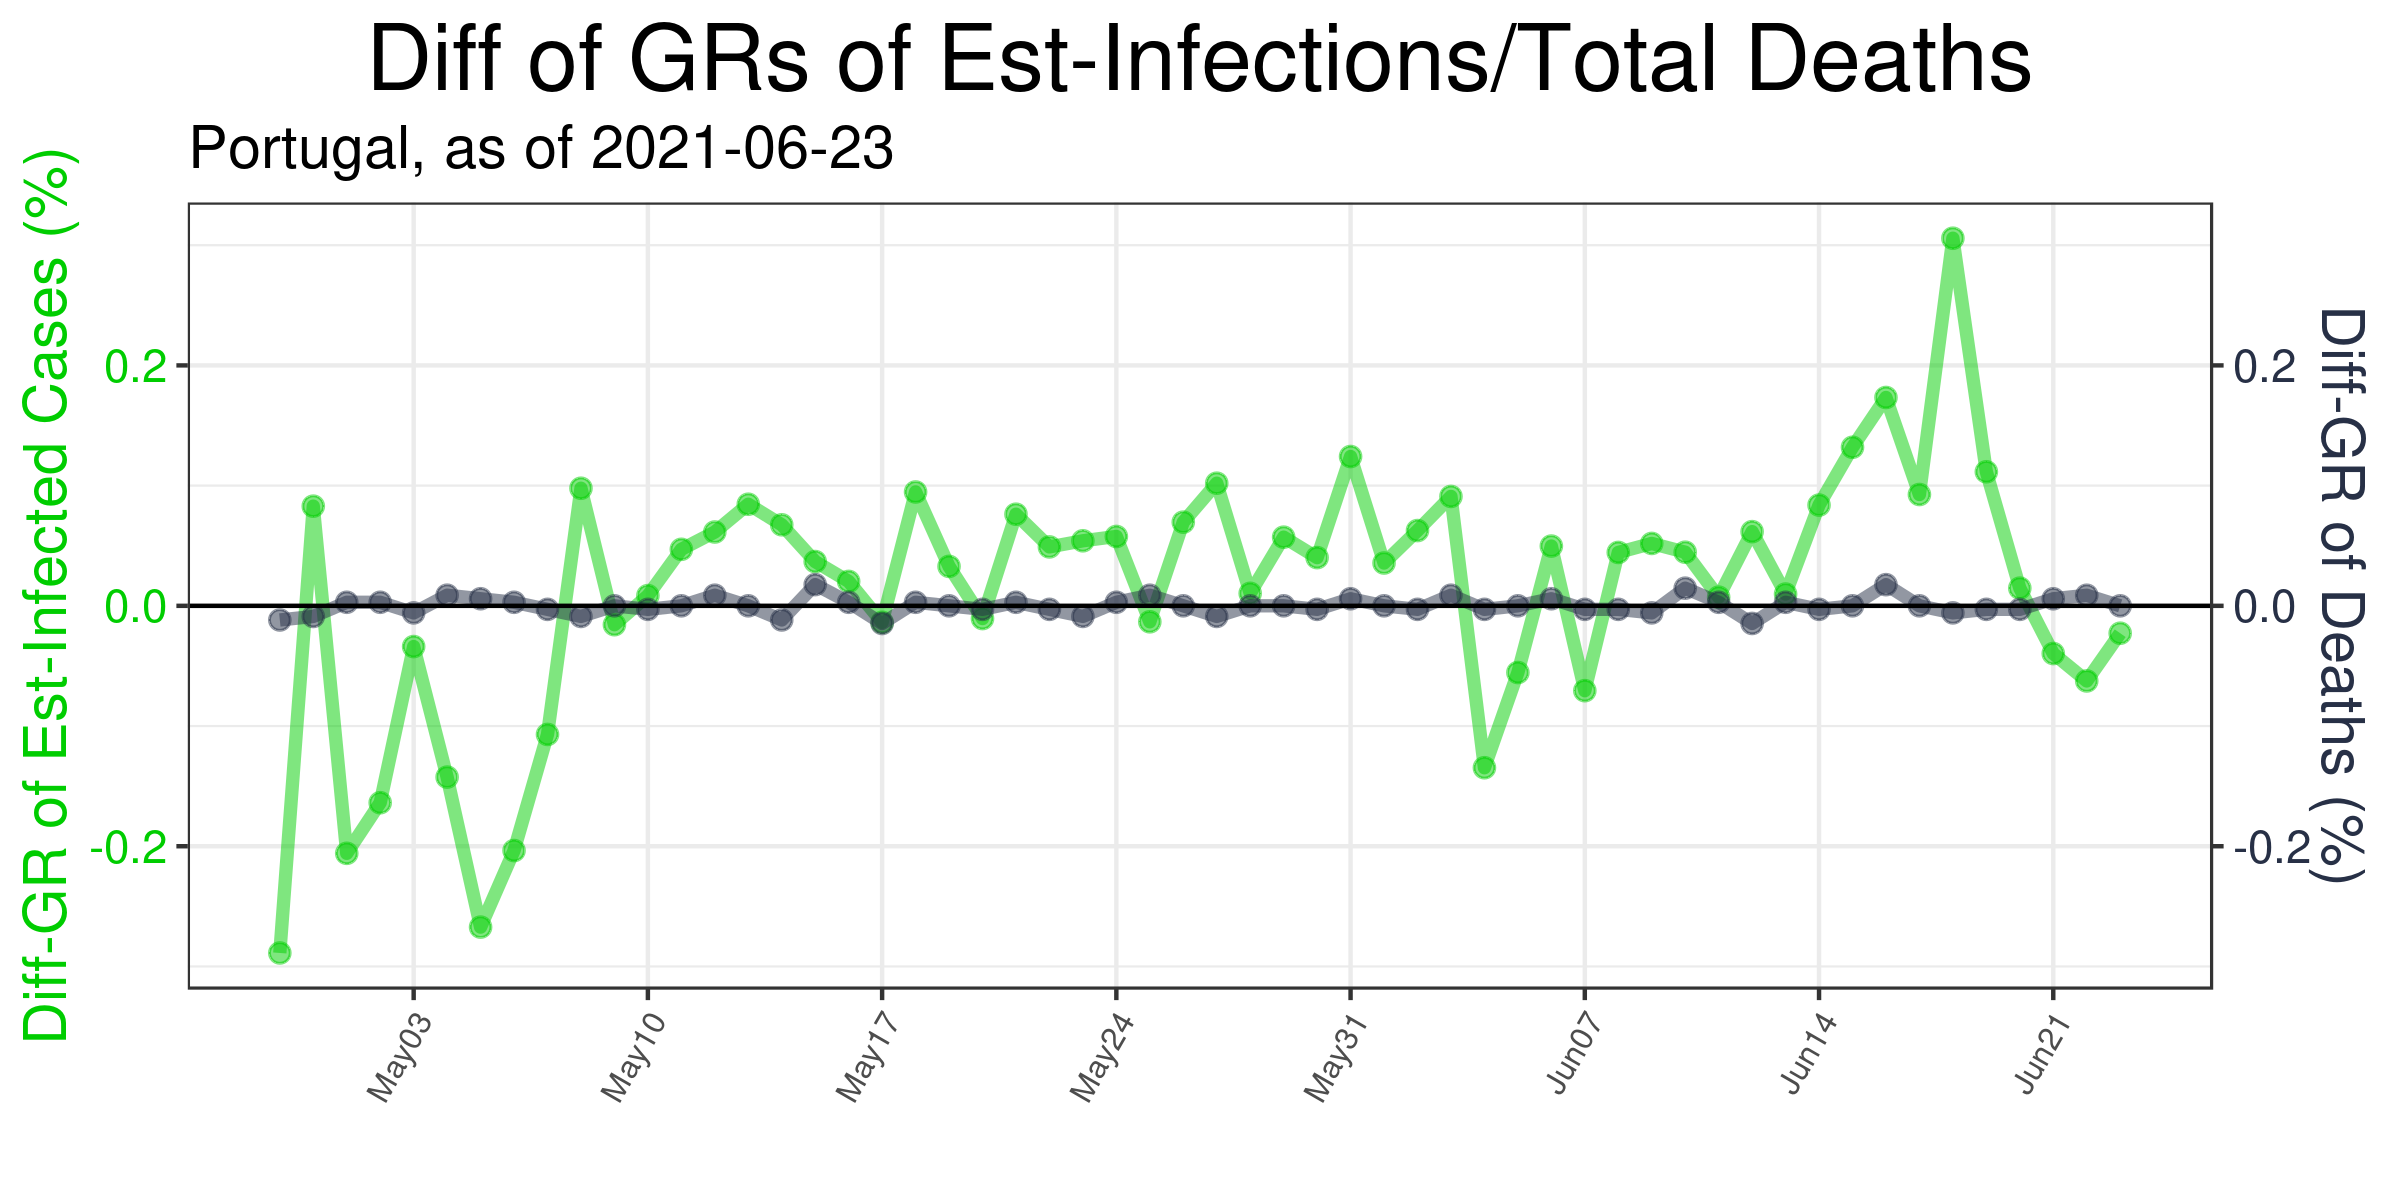 Diff of GRs of Est-Infections/Total Deaths
Portugal, as of 2021-06-23
Diff-GR of Est-Infected Cases (%)
0.2
0.0
-0.2
0.2
0.0
-0.2
Diff-GR of Deaths (%)
May03
May10
May17
May24
May31
Jun07
Jun14
Jun21